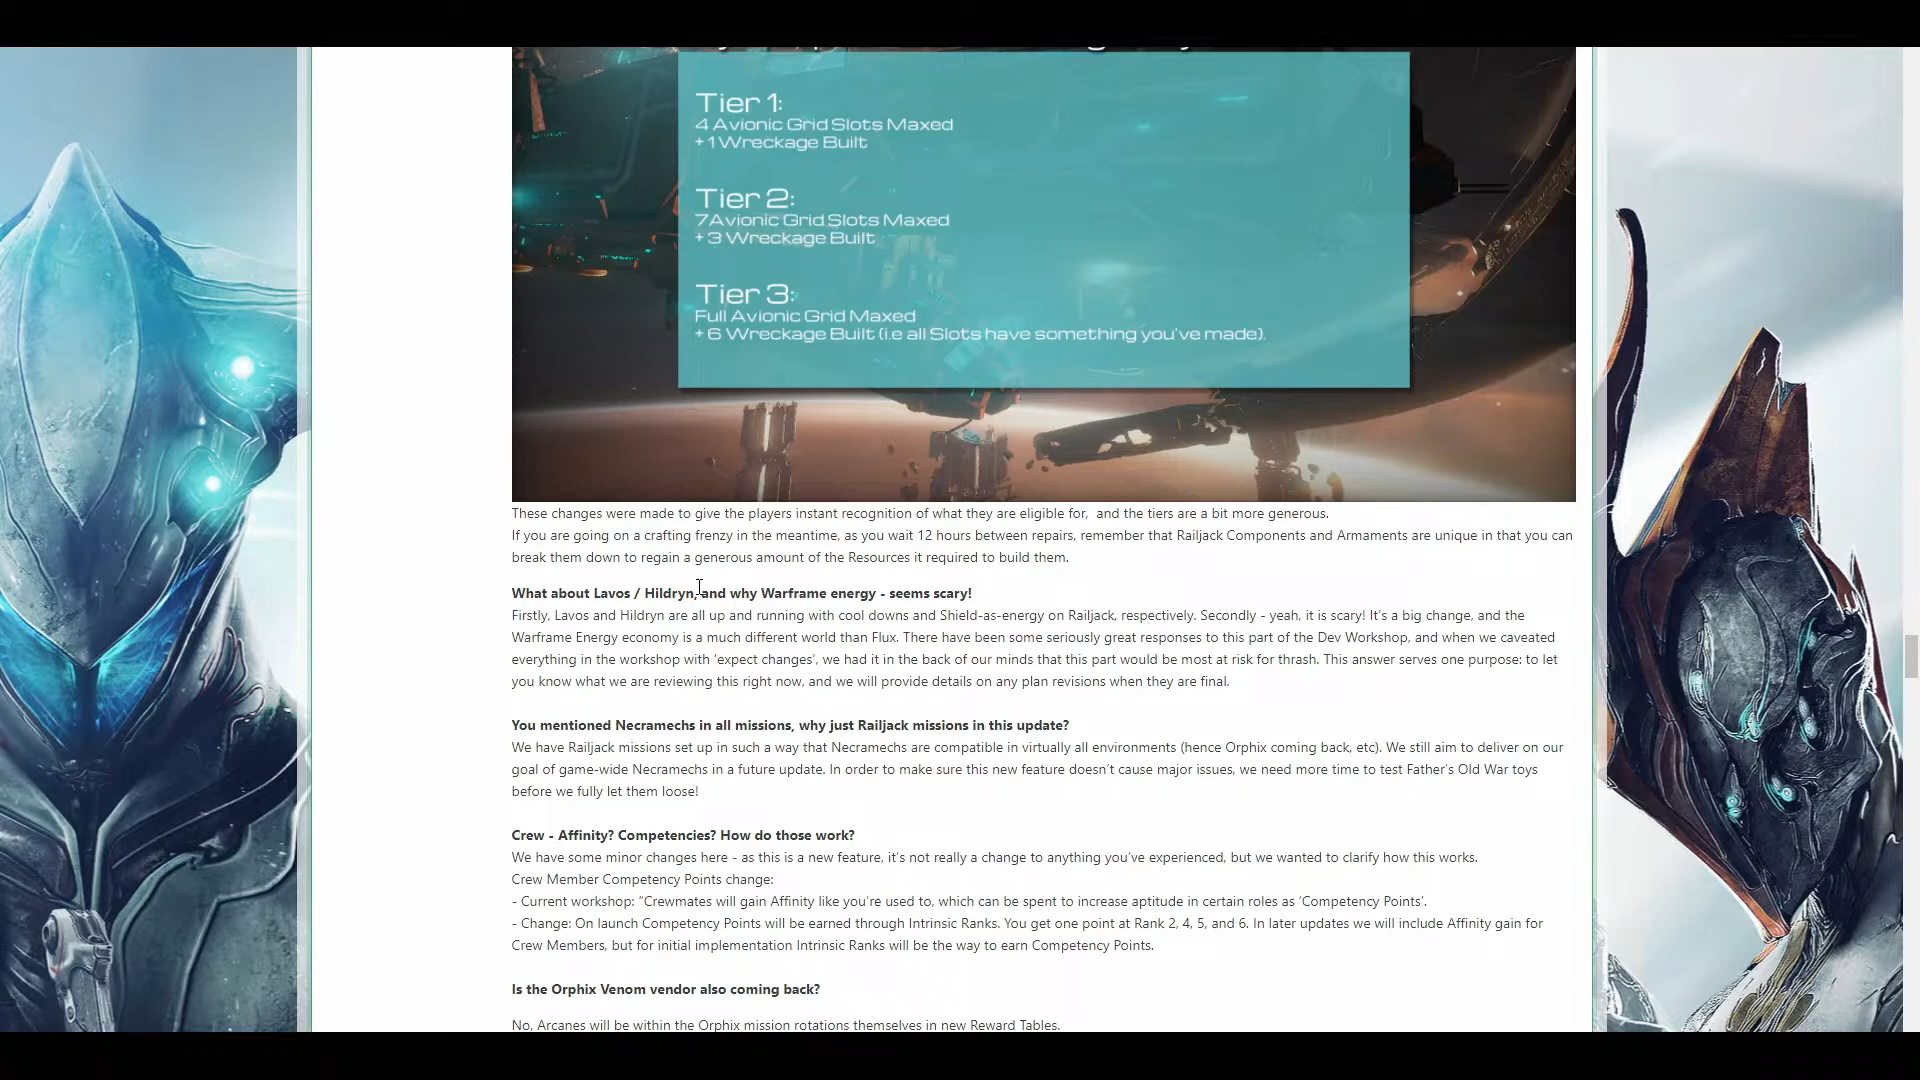 Tier 1:
4 Avionic Grid Slots Maxed
+1 Wreckage Built
Tier 2:
7 Avionic Grid Slots Maxed
+3 Wreckage Built
Tier 3:
Full Avionic Grid Maxed
+6 Wreckage Built (i.e all Slots have something you've made).
These changes were made to give the players instant recognition of what they are eligible for,  and the tiers are a bit more generous.
If you are going on a crafting frenzy in the meantime, as you wait 12 hours between repairs, remember that Railjack Components and Armaments are unique in that you can
break them down to regain a generous amount of the Resources it required to build them.
What about Lavos / Hildryn, and why Warframe energy - seems scary!
Firstly, Lavos and Hildryn are all up and running with cool downs and Shield-as-energy on Railjack, respectively. Secondly - yeah, it is scary! It's a big change, and the
Warframe Energy economy is a much different world than Flux. There have been some seriously great responses to this part of the Dev Workshop, and when we caveated
everything in the workshop with ‘expect changes’, we had it in the back of our minds that this part would be most at risk for thrash. This answer serves one purpose: to let
you know what we are reviewing this right now, and we will provide details on any plan revisions when they are final.
You mentioned Necramechs in all missions, why just Railjack missions in this update?
We have Railjack missions set up in such a way that Necramechs are compatible in virtually all environments (hence Orphix coming back, etc). We still aim to deliver on our
goal of game-wide Necramechs in a future update. In order to make sure this new feature doesn't cause major issues, we need more time to test Father's Old War toys
before we fully let them loose!
Crew - Affinity? Competencies? How do those work?
We have some minor changes here - as this is a new feature, it's not really a change to anything you've experienced, but we wanted to clarify how this works.
Crew Member Competency Points change:
- Current workshop: “Crewmates will gain Affinity like you're used to, which can be spent to increase aptitude in certain roles as ‘Competency Points’.
- Change: On launch Competency Points will be earned through Intrinsic Ranks. You get one point at Rank 2, 4, 5, and 6. In later updates we will include Affinity gain for
Crew Members, but for initial implementation Intrinsic Ranks will be the way to earn Competency Points.
Is the Orphix Venom vendor also coming back?
No, Arcanes will be within the Orphix mission rotations themselves in new Reward Tables.